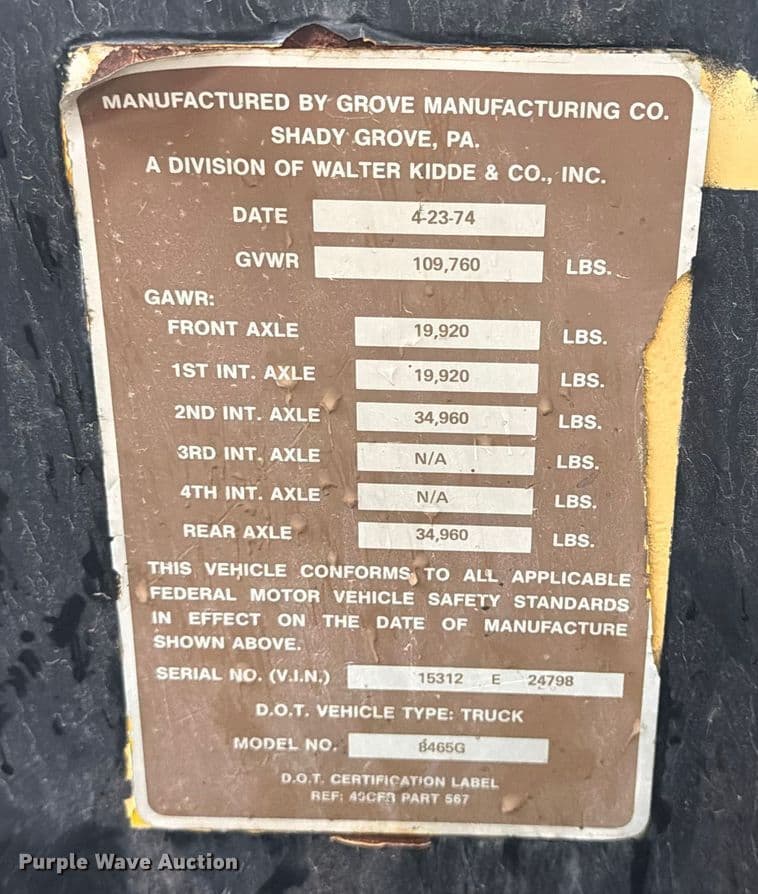 MANUFACTURED BY GROVE MANUFACTURING CO.
SHADY GROVE, PA.
A DIVISION OF WALTER KIDDE & CO., INC.
DATE 4-23-74
GVWR 109,760 LBS.
GAWR:
FRONT AXLE 19,920 LBS.
1ST INT. AXLE 19,920 LBS.
2ND INT. AXLE 34,960 LBS.
3RD INT. AXLE N/A LBS.
4TH INT. AXLE N/A LBS.
REAR AXLE 34,960 LBS.
THIS VEHICLE CONFORMS TO ALL APPLICABLE
FEDERAL MOTOR VEHICLE SAFETY STANDARDS
IN EFFECT ON THE DATE OF MANUFACTURE
SHOWN ABOVE.
SERIAL NO. (V.I.N.) 15312 E 24798
D.O.T. VEHICLE TYPE: TRUCK
MODEL NO. 8465G
D.O.T. CERTIFICATION LABEL
REF: 49CFR PART 567
Purple Wave Auction